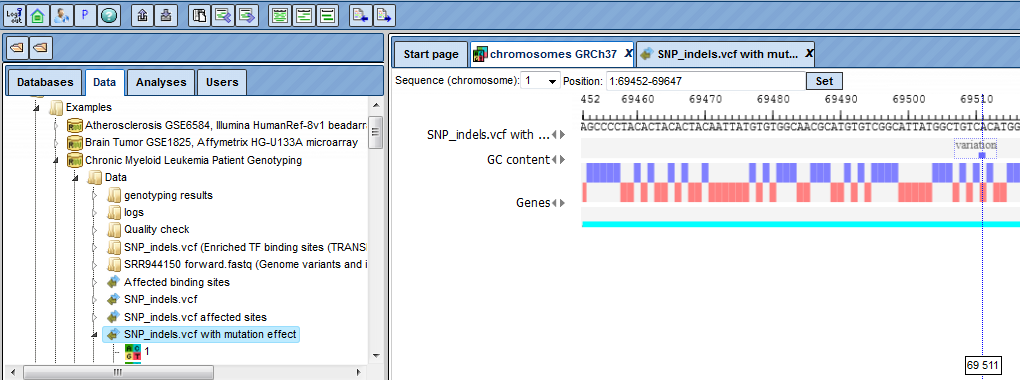 Log out
P
?
Databases
Data
Analyses
Users
Examples
Atherosclerosis GSE6584, Illumina HumanRef-8v1 beadarr
Brain Tumor GSE1825, Affymetrix HG-U133A microarray
Chronic Myeloid Leukemia Patient Genotyping
Data
genotyping results
logs
Quality check
SNP_indels.vcf (Enriched TF binding sites (TRANS
SRR944150 forward.fastq (Genome variants and i
Affected binding sites
SNP_indels.vcf
SNP_indels.vcf affected sites
SNP_indels.vcf with mutation effect
1
Start page
chromosomes GRCh37 X
SNP_indels.vcf with mut... X
Sequence (chromosome): 1 Position: 1:69452-69647 Set
452 69460 69470 69480 69490 69500 69510
AGCCCCTACACTACACTACAATTATGTGTGGCAACGCATGTGTCGGCATTATGGCTGTCACATGG
SNP_indels.vcf with ...
variation
GC content
Genes
69 511